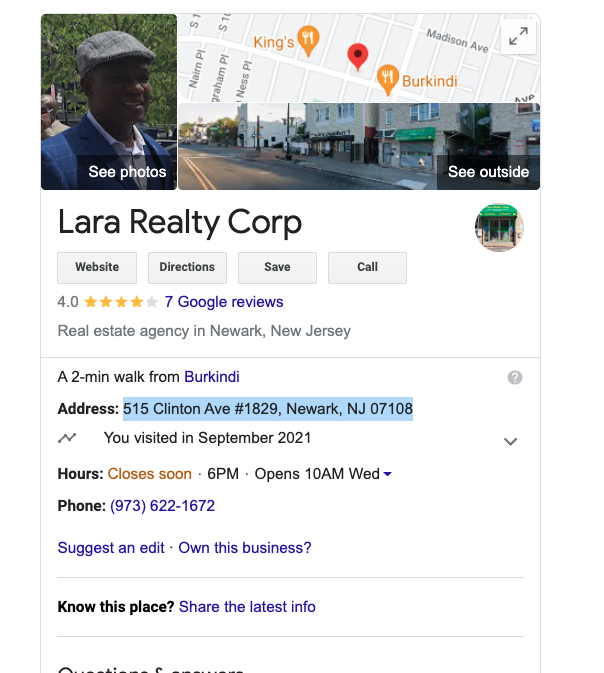 King's
Madison Ave
Nairn Pl
Ness Pl
Burkindi
See photos
See outside
Lara Realty Corp
Website
Directions
Save
Call
4.0
7 Google reviews
Real estate agency in Newark, New Jersey
A 2-min walk from Burkindi
Address: 515 Clinton Ave #1829, Newark, NJ 07108
You visited in September 2021
Hours: Closes soon · 6PM · Opens 10AM Wed
Phone: (973) 622-1672
Suggest an edit · Own this business?
Know this place? Share the latest info
Questions & answers